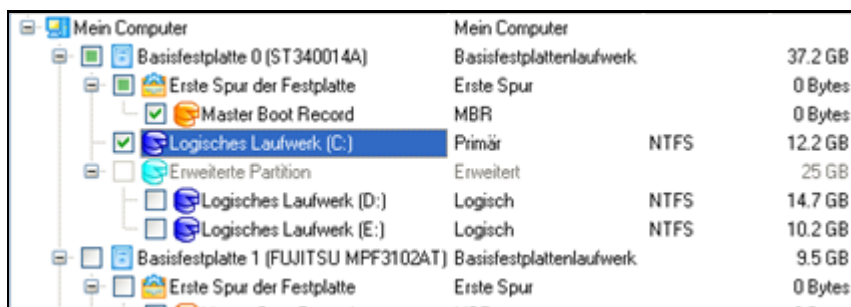 Mein Computer Mein Computer
Basisfestplatte 0 (ST340014A) Basisfestplattenlaufwerk 37.2 GB
Erste Spur der Festplatte Erste Spur 0 Bytes
Master Boot Record MBR 0 Bytes
Logisches Laufwerk (C:) Primär NTFS 12.2 GB
Erweiterte Partition Erweitert 25 GB
Logisches Laufwerk (D:) Logisch NTFS 14.7 GB
Logisches Laufwerk (E:) Logisch NTFS 10.2 GB
Basisfestplatte 1 (FUJITSU MPF3102AT) Basisfestplattenlaufwerk 9.5 GB
Erste Spur der Festplatte Erste Spur 0 Bytes